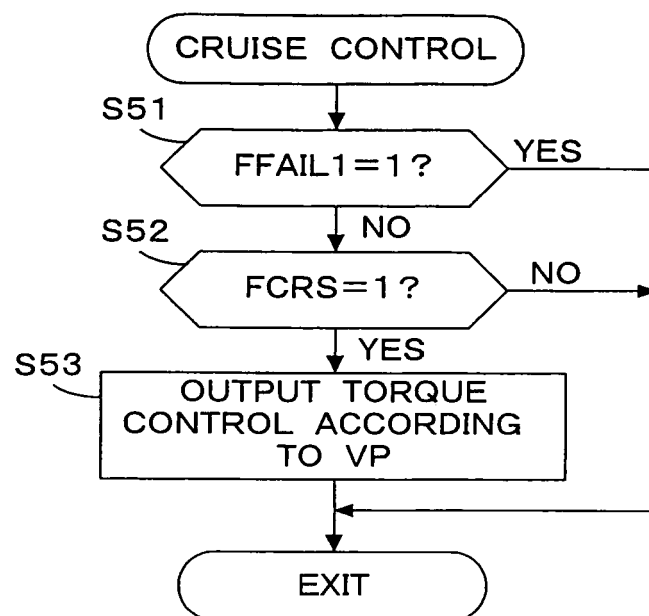 CRUISE CONTROL
S51
FFAIL1=1?
YES
NO
S52
FCRS=1?
NO
YES
S53
OUTPUT TORQUE
CONTROL ACCORDING
TO VP
EXIT